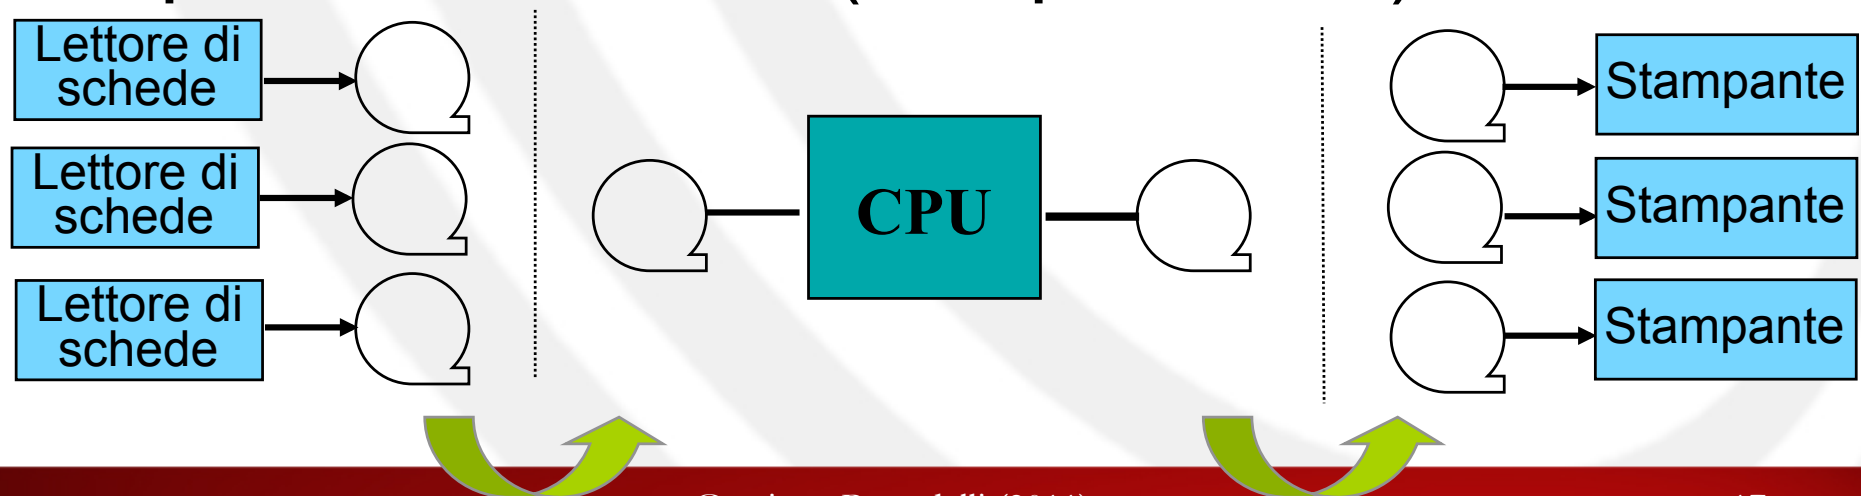 Lettore di
schede
Lettore di
schede
Lettore di
schede
CPU
Stampante
Stampante
Stampante